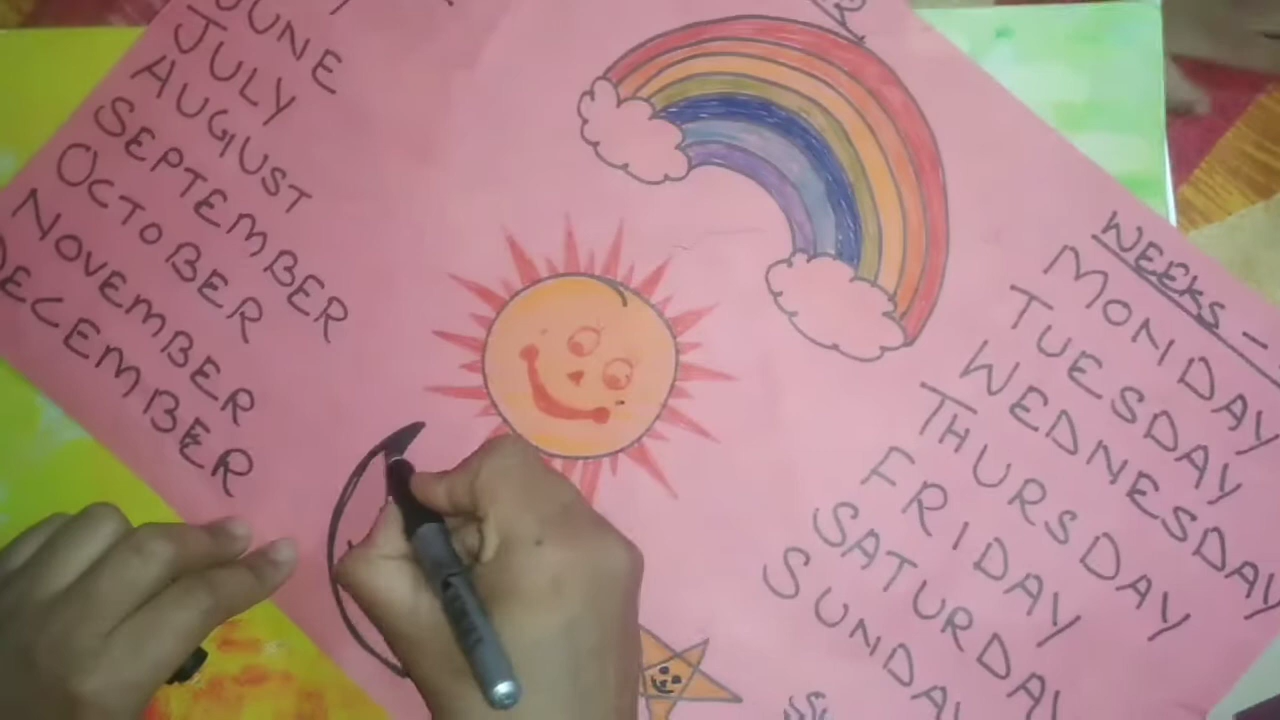 JUNE
JULY
AUGUST
SEPTEMBER
OCTOBER
NOVEMBER
DECEMBER
WEEKS -
MONDAY
TUESDAY
WEDNESDAY
THURSDAY
FRIDAY
SATURDAY
SUNDAY